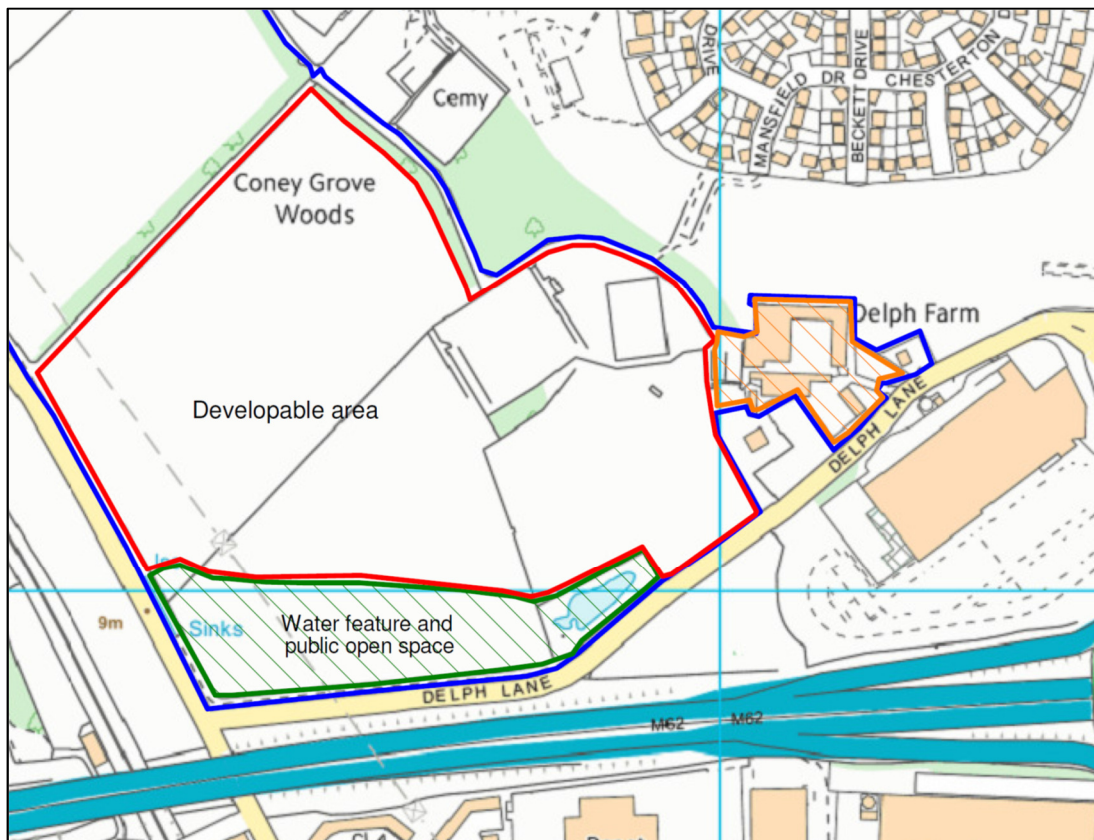 DRIVE
MANSFIELD
DR
CHESTERTON
BECKETT DRIVE
Cemy
Coney Grove
Woods
Delph Farm
Developable area
DELPH LANE
9m
Sinks
Water feature and
public open space
DELPH LANE
M62
M62